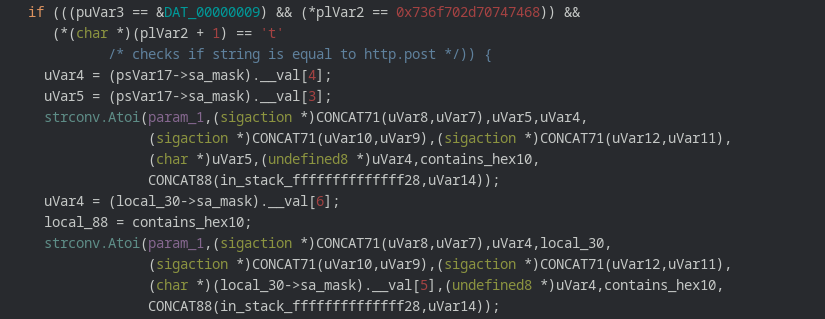 if (((puVar3 == &DAT_00000009) && (*plVar2 == 0x736f702d70747468)) &&
(*(char *)(plVar2 + 1) == 't'
/* checks if string is equal to http.post */)) {
uVar4 = (psVar17->sa_mask).__val[4];
uVar5 = (psVar17->sa_mask).__val[3];
strconv.Atoi(param_1,(sigaction *)CONCAT71(uVar8,uVar7),uVar5,uVar4,
(sigaction *)CONCAT71(uVar10,uVar9),(sigaction *)CONCAT71(uVar12,uVar11),
(char *)uVar5,(undefined8 *)uVar4,contains_hex10,
CONCAT88(in_stack_ffffffffffffff28,uVar14));
uVar4 = (local_30->sa_mask).__val[6];
local_88 = contains_hex10;
strconv.Atoi(param_1,(sigaction *)CONCAT71(uVar8,uVar7),uVar4,local_30,
(sigaction *)CONCAT71(uVar10,uVar9),(sigaction *)CONCAT71(uVar12,uVar11),
(char *)(local_30->sa_mask).__val[5],(undefined8 *)uVar4,contains_hex10,
CONCAT88(in_stack_ffffffffffffff28,uVar14));